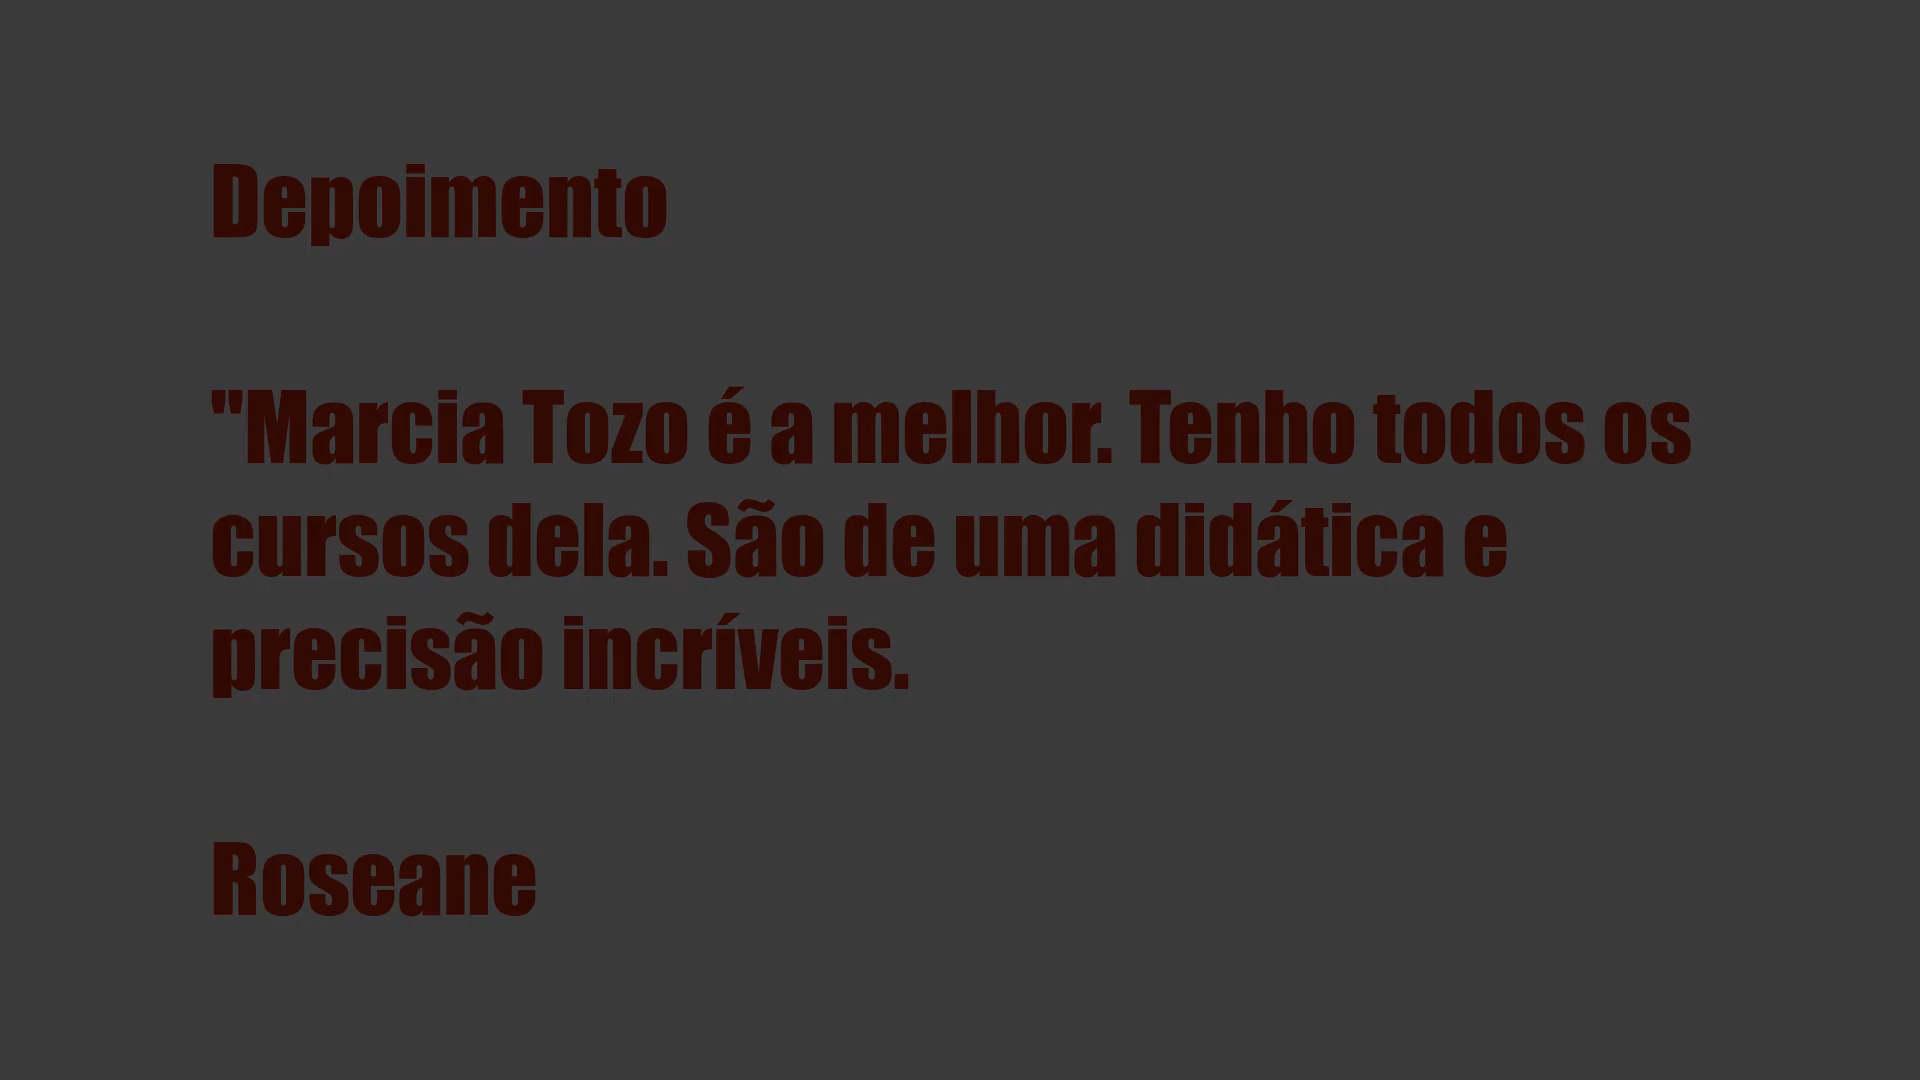 Depoimento
"Marcia Tozo é a melhor. Tenho todos os
cursos dela. São de uma didática e
precisão incríveis.
Roseane